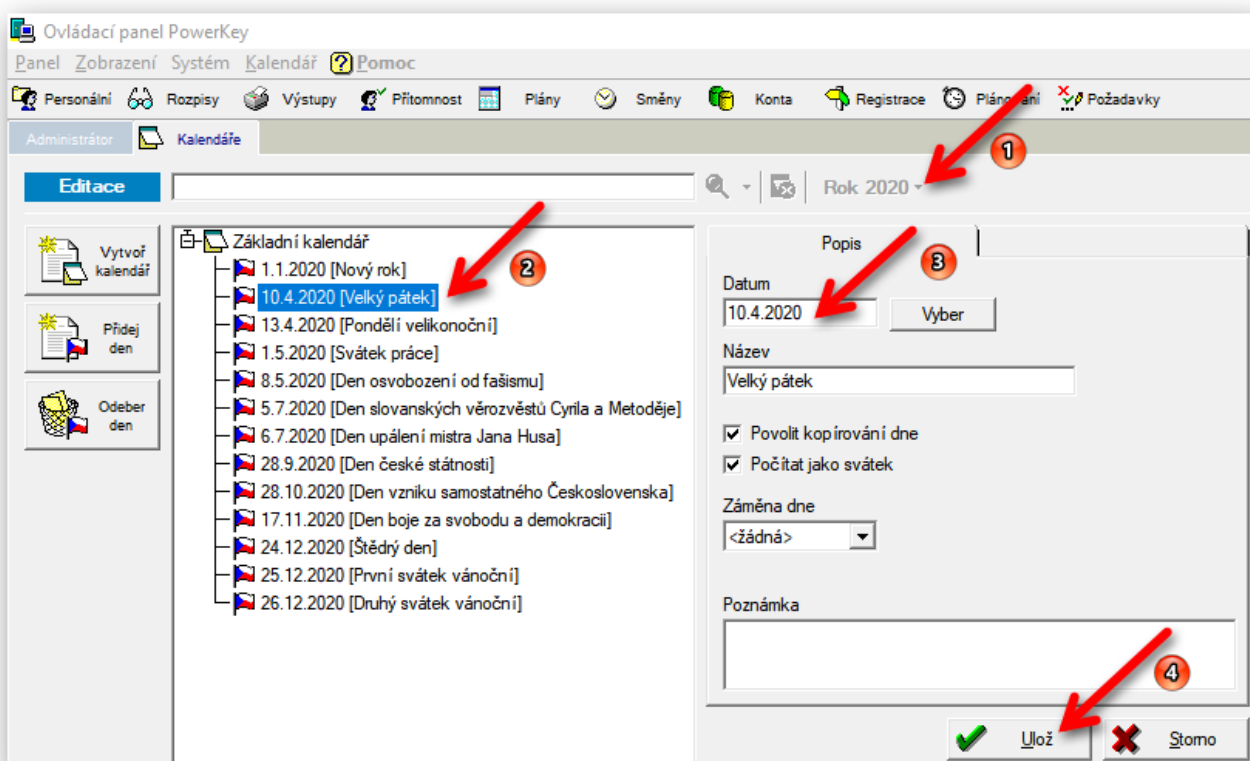 Ovládací panel PowerKey
Panel Zobrazení Systém Kalendář ? Pomoc
Personální Rozpisy Výstupy Přítomnost Plány Směny Konta Registrace Plánování Požadavky
Administrátor Kalendáře
1
Editace Rok 2020
Vytvoř kalendář
Přidej den
Odeber den
Základní kalendář
1.1.2020 [Nový rok]
2
10.4.2020 [Velký pátek]
13.4.2020 [Pondělí velikonoční]
1.5.2020 [Svátek práce]
8.5.2020 [Den osvobození od fašismu]
5.7.2020 [Den slovanských věrozvěstů Cyrila a Metoděje]
6.7.2020 [Den upálení mistra Jana Husa]
28.9.2020 [Den české státnosti]
28.10.2020 [Den vzniku samostatného Československa]
17.11.2020 [Den boje za svobodu a demokracii]
24.12.2020 [Štědrý den]
25.12.2020 [První svátek vánoční]
26.12.2020 [Druhý svátek vánoční]
Popis
3
Datum
10.4.2020 Vyber
Název
Velký pátek
Povolit kopírování dne
Počítat jako svátek
Záměna dne
<žádná>
Poznámka
4
Ulož Storno